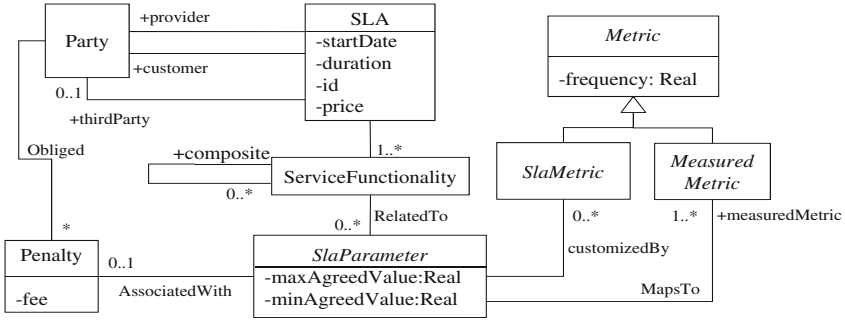 +provider
SLA
Party
-startDate
-duration
-id
-price
+customer
0..1
+thirdParty
Metric
-frequency: Real
Obliged
1..*
+composite
0..*
ServiceFunctionality
SlaMetric
Measured
Metric
RelatedTo
0..*
0..*
1..*
+measuredMetric
*
customizedBy
Penalty
-fee
0..1
AssociatedWith
SlaParameter
-maxAgreedValue:Real
-minAgreedValue:Real
MapsTo